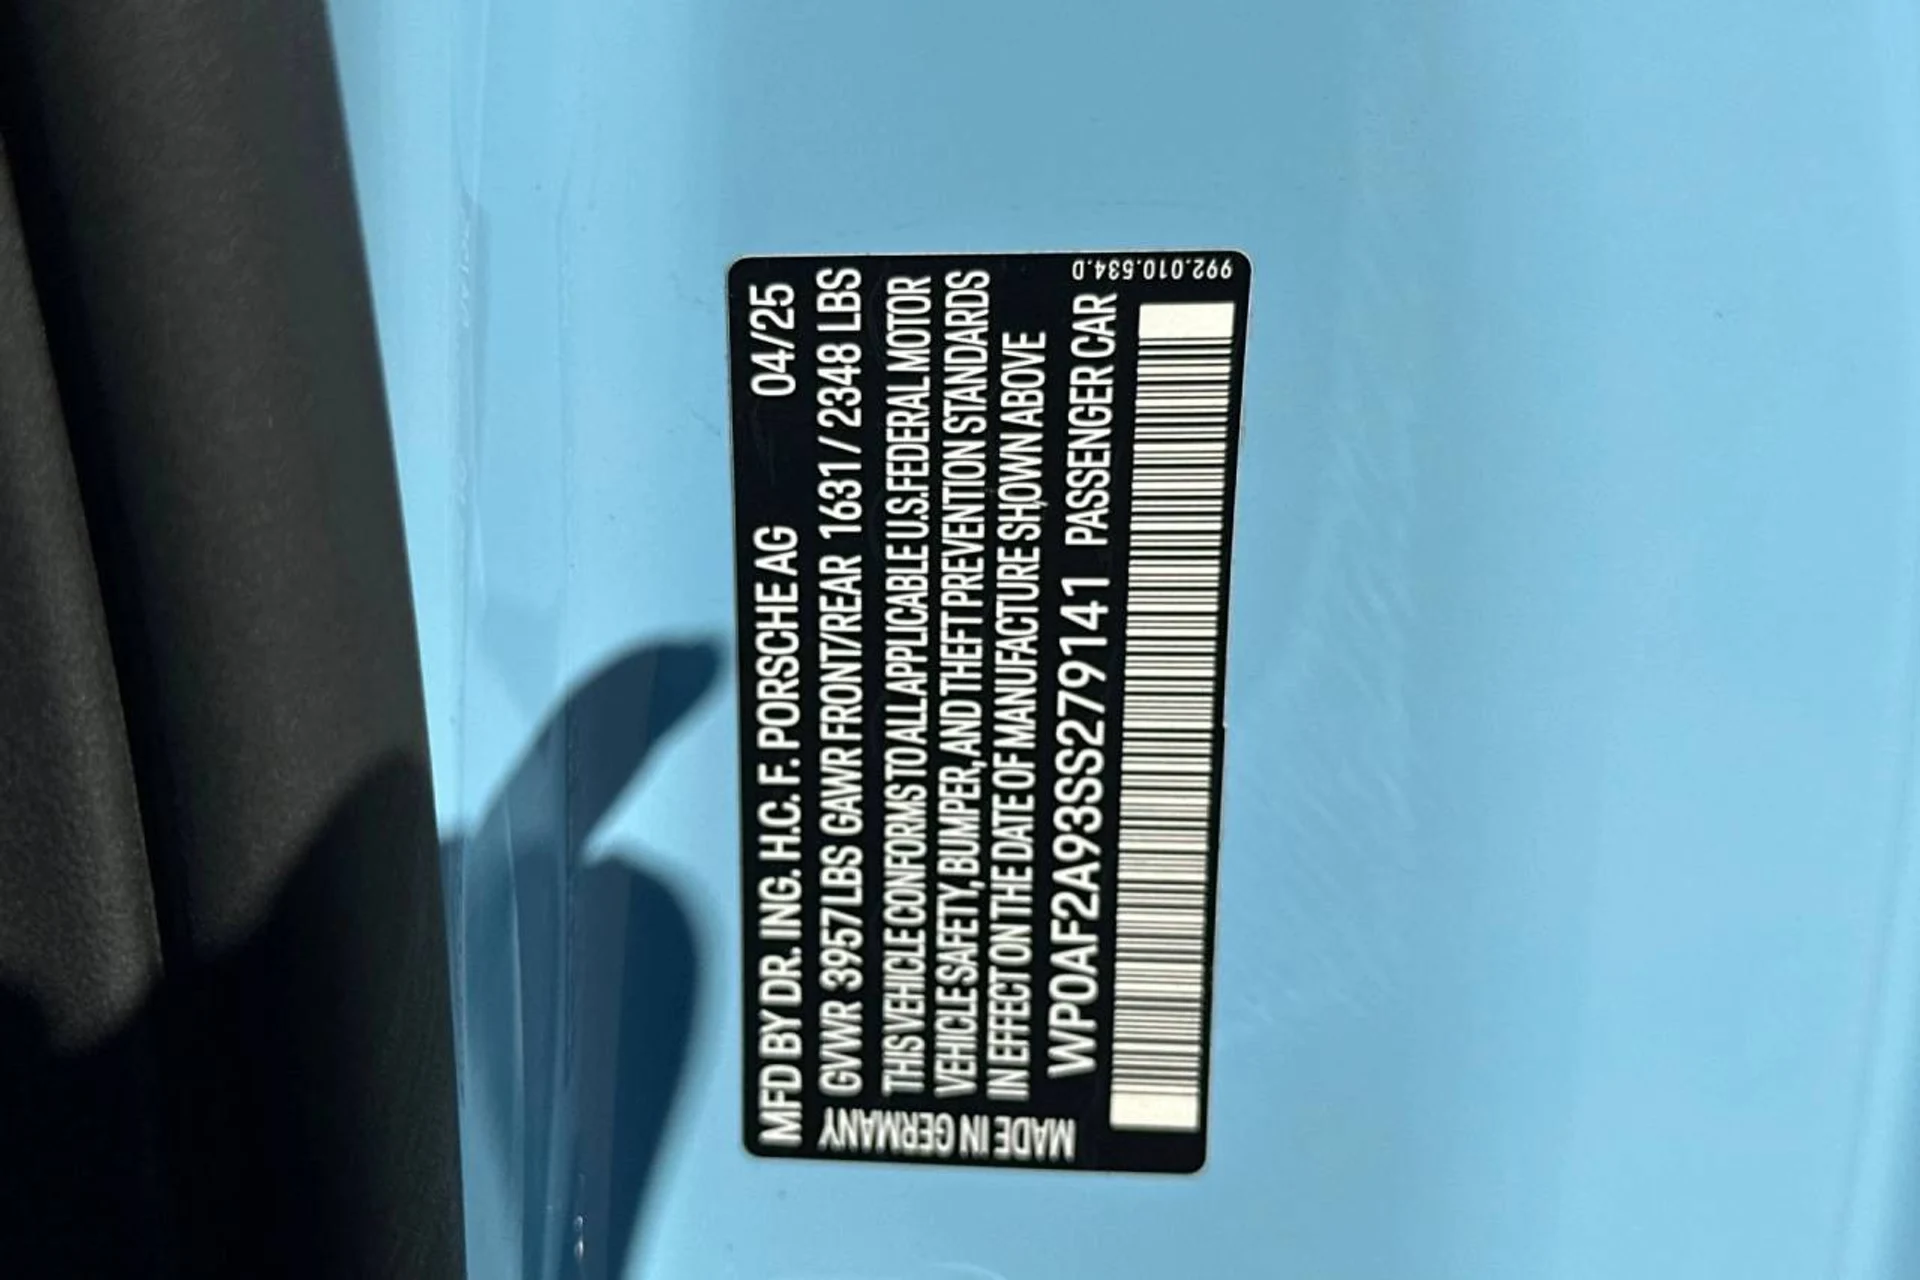 MFD BY DR. ING. H.C. F. PORSCHE AG 04/25
GVWR 3957 LBS GAWR FRONT/REAR 1631 / 2348 LBS
THIS VEHICLE CONFORMS TO ALL APPLICABLE U.S. FEDERAL MOTOR
VEHICLE SAFETY, BUMPER, AND THEFT PREVENTION STANDARDS
IN EFFECT ON THE DATE OF MANUFACTURE SHOWN ABOVE
WP0AF2A93SS279141 PASSENGER CAR
MADE IN GERMANY
992.010.534.D